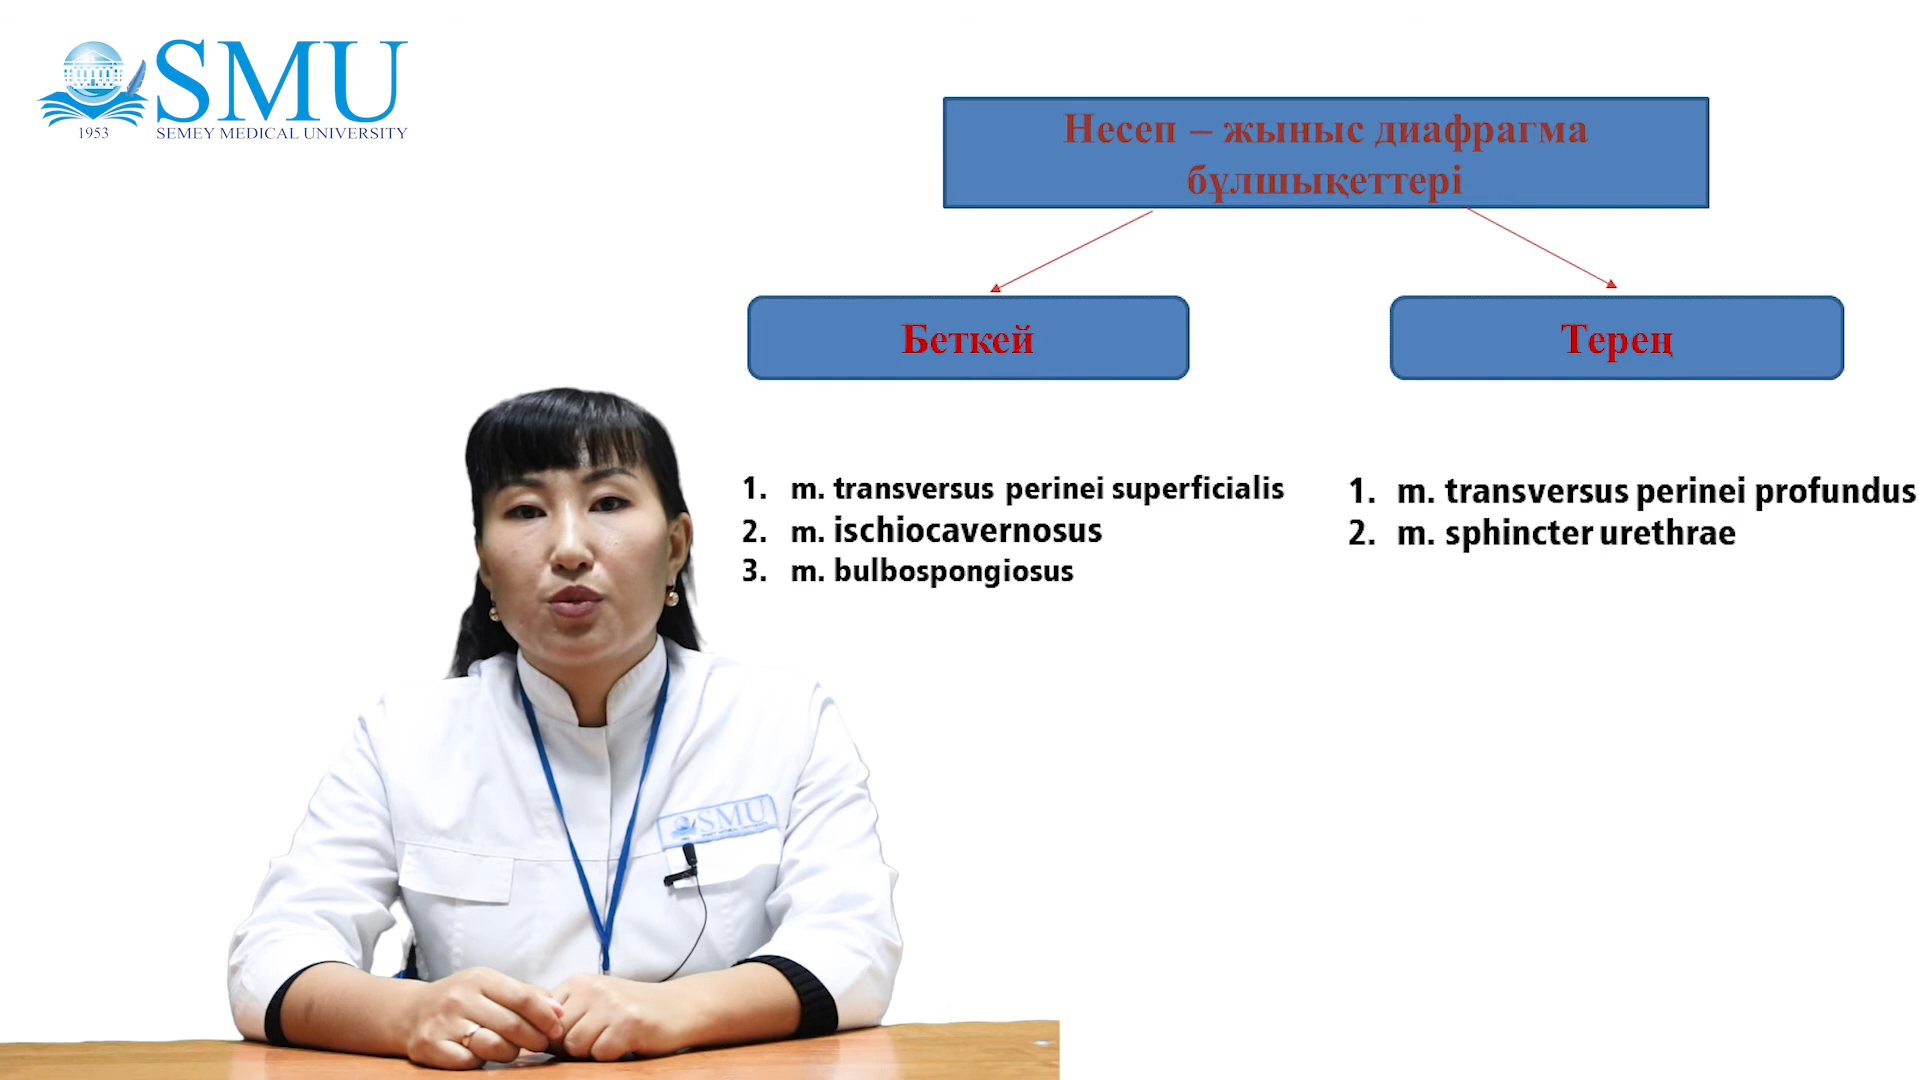 SMU
1953
SEMEY MEDICAL UNIVERSITY
Несеп – жыныс диафрагма
бұлшықеттері
Беткей
Терең
1. m. transversus perinei superficialis
2. m. ischiocavernosus
3. m. bulbospongiosus
1. m. transversus perinei profundus
2. m. sphincter urethrae
SMU